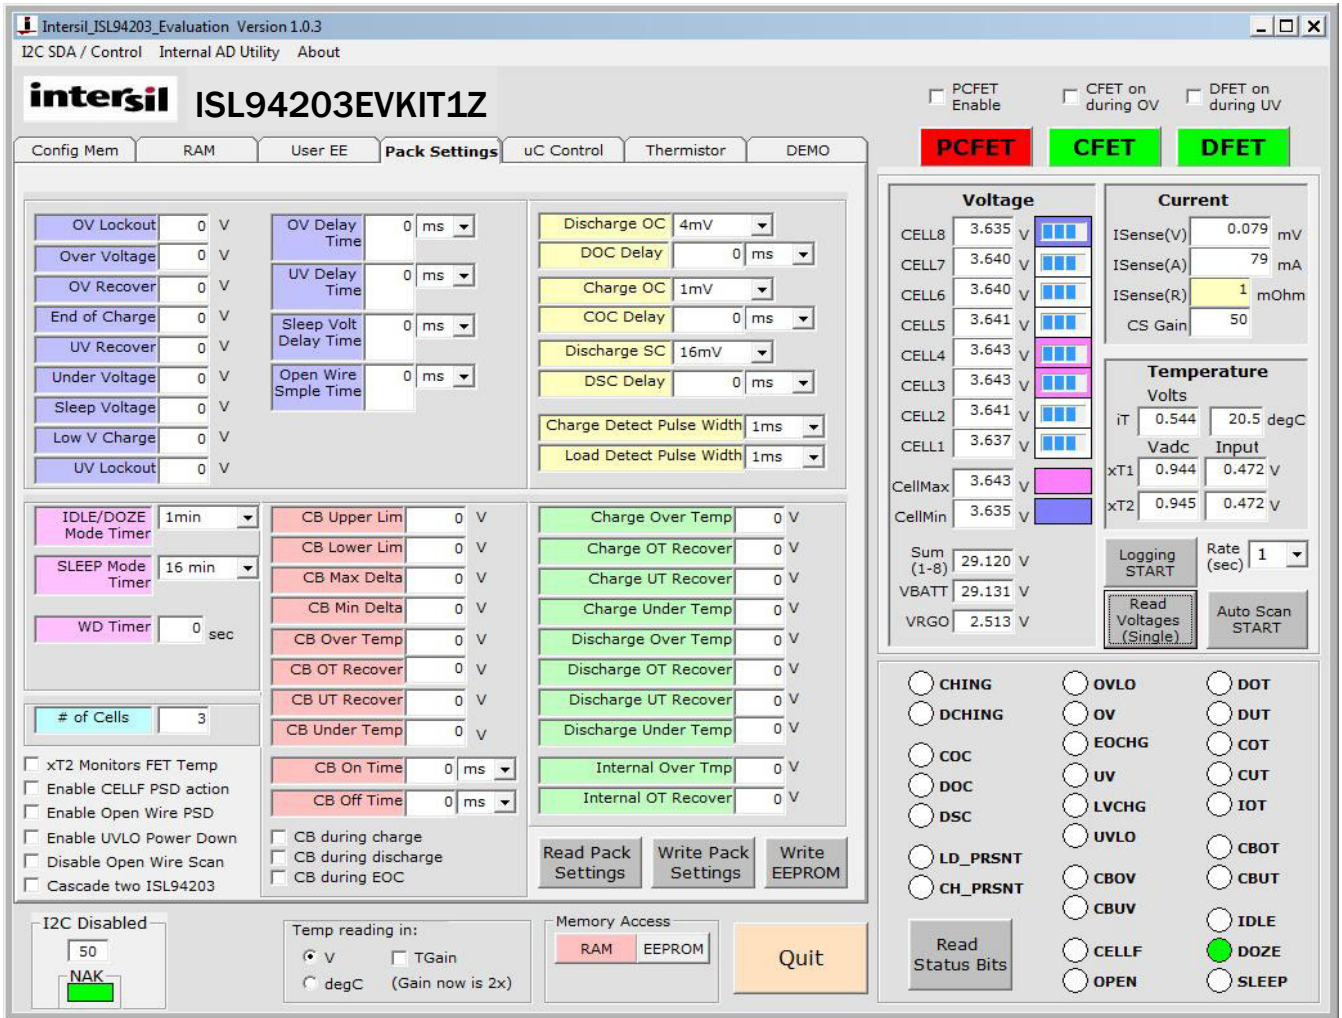 Intersil_ISL94203_Evaluation Version 1.0.3
I2C SDA / Control Internal AD Utility About
intersil ISL94203EVKIT1Z
PCFET Enable
CFET on during OV
DFET on during UV
PCFET CFET DFET
Config Mem RAM User EE Pack Settings uC Control Thermistor DEMO
OV Lockout 0 V
Over Voltage 0 V
OV Recover 0 V
End of Charge 0 V
UV Recover 0 V
Under Voltage 0 V
Sleep Voltage 0 V
Low V Charge 0 V
UV Lockout 0 V
OV Delay 0 ms
Time
UV Delay 0 ms
Time
Sleep Volt 0 ms
Delay Time
Open Wire 0 ms
Smple Time
Discharge OC 4mV
DOC Delay 0 ms
Charge OC 1mV
COC Delay 0 ms
Discharge SC 16mV
DSC Delay 0 ms
Charge Detect Pulse Width 1ms
Load Detect Pulse Width 1ms
IDLE/DOZE 1min
Mode Timer
SLEEP Mode 16 min
Timer
WD Timer 0 sec
# of Cells 3
xT2 Monitors FET Temp
Enable CELLF PSD action
Enable Open Wire PSD
Enable UVLO Power Down
Disable Open Wire Scan
Cascade two ISL94203
CB Upper Lim 0 V
CB Lower Lim 0 V
CB Max Delta 0 V
CB Min Delta 0 V
CB Over Temp 0 V
CB OT Recover 0 V
CB UT Recover 0 V
CB Under Temp 0 V
CB On Time 0 ms
CB Off Time 0 ms
CB during charge
CB during discharge
CB during EOC
Charge Over Temp 0 V
Charge OT Recover 0 V
Charge UT Recover 0 V
Charge Under Temp 0 V
Discharge Over Temp 0 V
Discharge OT Recover 0 V
Discharge UT Recover 0 V
Discharge Under Temp 0 V
Internal Over Tmp 0 V
Internal OT Recover 0 V
Read Pack Settings
Write Pack Settings
Write EEPROM
I2C Disabled
50
NAK
Temp reading in:
V TGain
degC (Gain now is 2x)
Memory Access
RAM EEPROM
Quit
Voltage
CELL8 3.635 V
CELL7 3.640 V
CELL6 3.640 V
CELL5 3.641 V
CELL4 3.643 V
CELL3 3.643 V
CELL2 3.641 V
CELL1 3.637 V
CellMax 3.643 V
CellMin 3.635 V
Sum
(1-8) 29.120 V
VBATT 29.131 V
VRGO 2.513 V
Current
ISense(V) 0.079 mV
ISense(A) 79 mA
ISense(R) 1 mOhm
CS Gain 50
Temperature
Volts
iT 0.544 20.5 degC
Vadc Input
xT1 0.944 0.472 V
xT2 0.945 0.472 V
Logging START
Rate (sec) 1
Read Voltages (Single)
Auto Scan START
CHING
DCHING
COC
DOC
DSC
LD_PRSNT
CH_PRSNT
Read Status Bits
OVLO
OV
EOCHG
UV
LVCHG
UVLO
CBOV
CBUV
CELLF
OPEN
DOT
DUT
COT
CUT
IOT
CBOT
CBUT
IDLE
DOZE
SLEEP